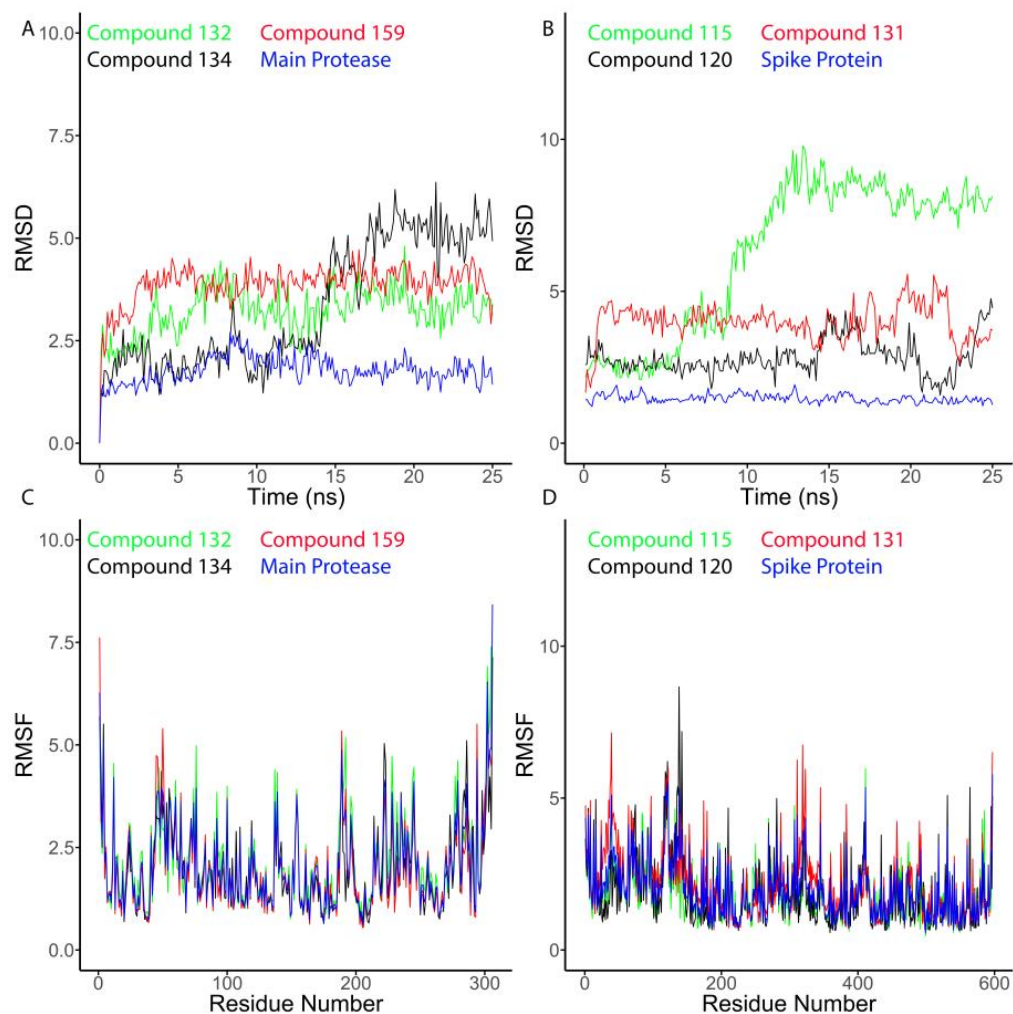 A
10.0
Compound 132 Compound 159
Compound 134 Main Protease
7.5
RMSD
5.0
2.5
0.0
0 5 10 15 20 25
Time (ns)
B
Compound 115 Compound 131
Compound 120 Spike Protein
10
RMSD
5
0
0 5 10 15 20 25
Time (ns)
C
10.0
Compound 132 Compound 159
Compound 134 Main Protease
7.5
RMSF
5.0
2.5
0.0
0 100 200 300
Residue Number
D
Compound 115 Compound 131
Compound 120 Spike Protein
10
RMSF
5
0
0 200 400 600
Residue Number